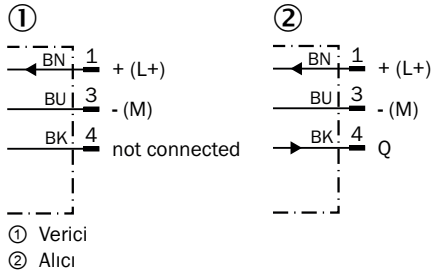 ① ②
BN 1 + (L+)
BU 3 - (M)
BK 4 not connected
BN 1 + (L+)
BU 3 - (M)
BK 4 Q
① Verici
② Alıcı